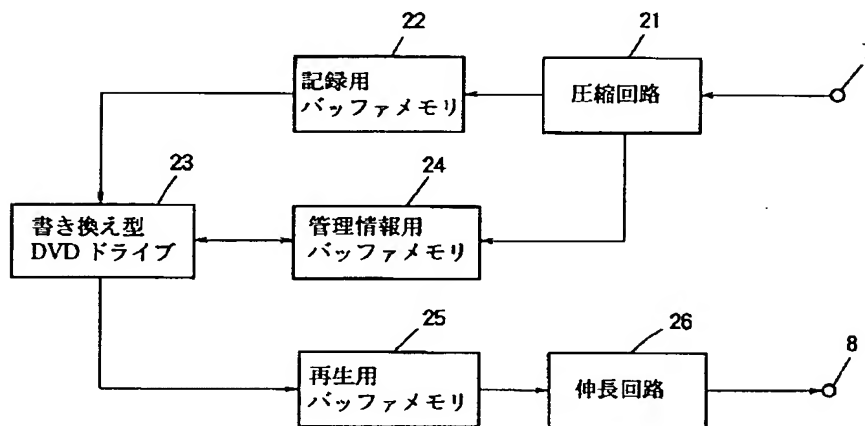 22
21
記録用
バッファメモリ
圧縮回路
23
24
書き換え型
DVD ドライブ
管理情報用
バッファメモリ
25
26
8
再生用
バッファメモリ
伸長回路